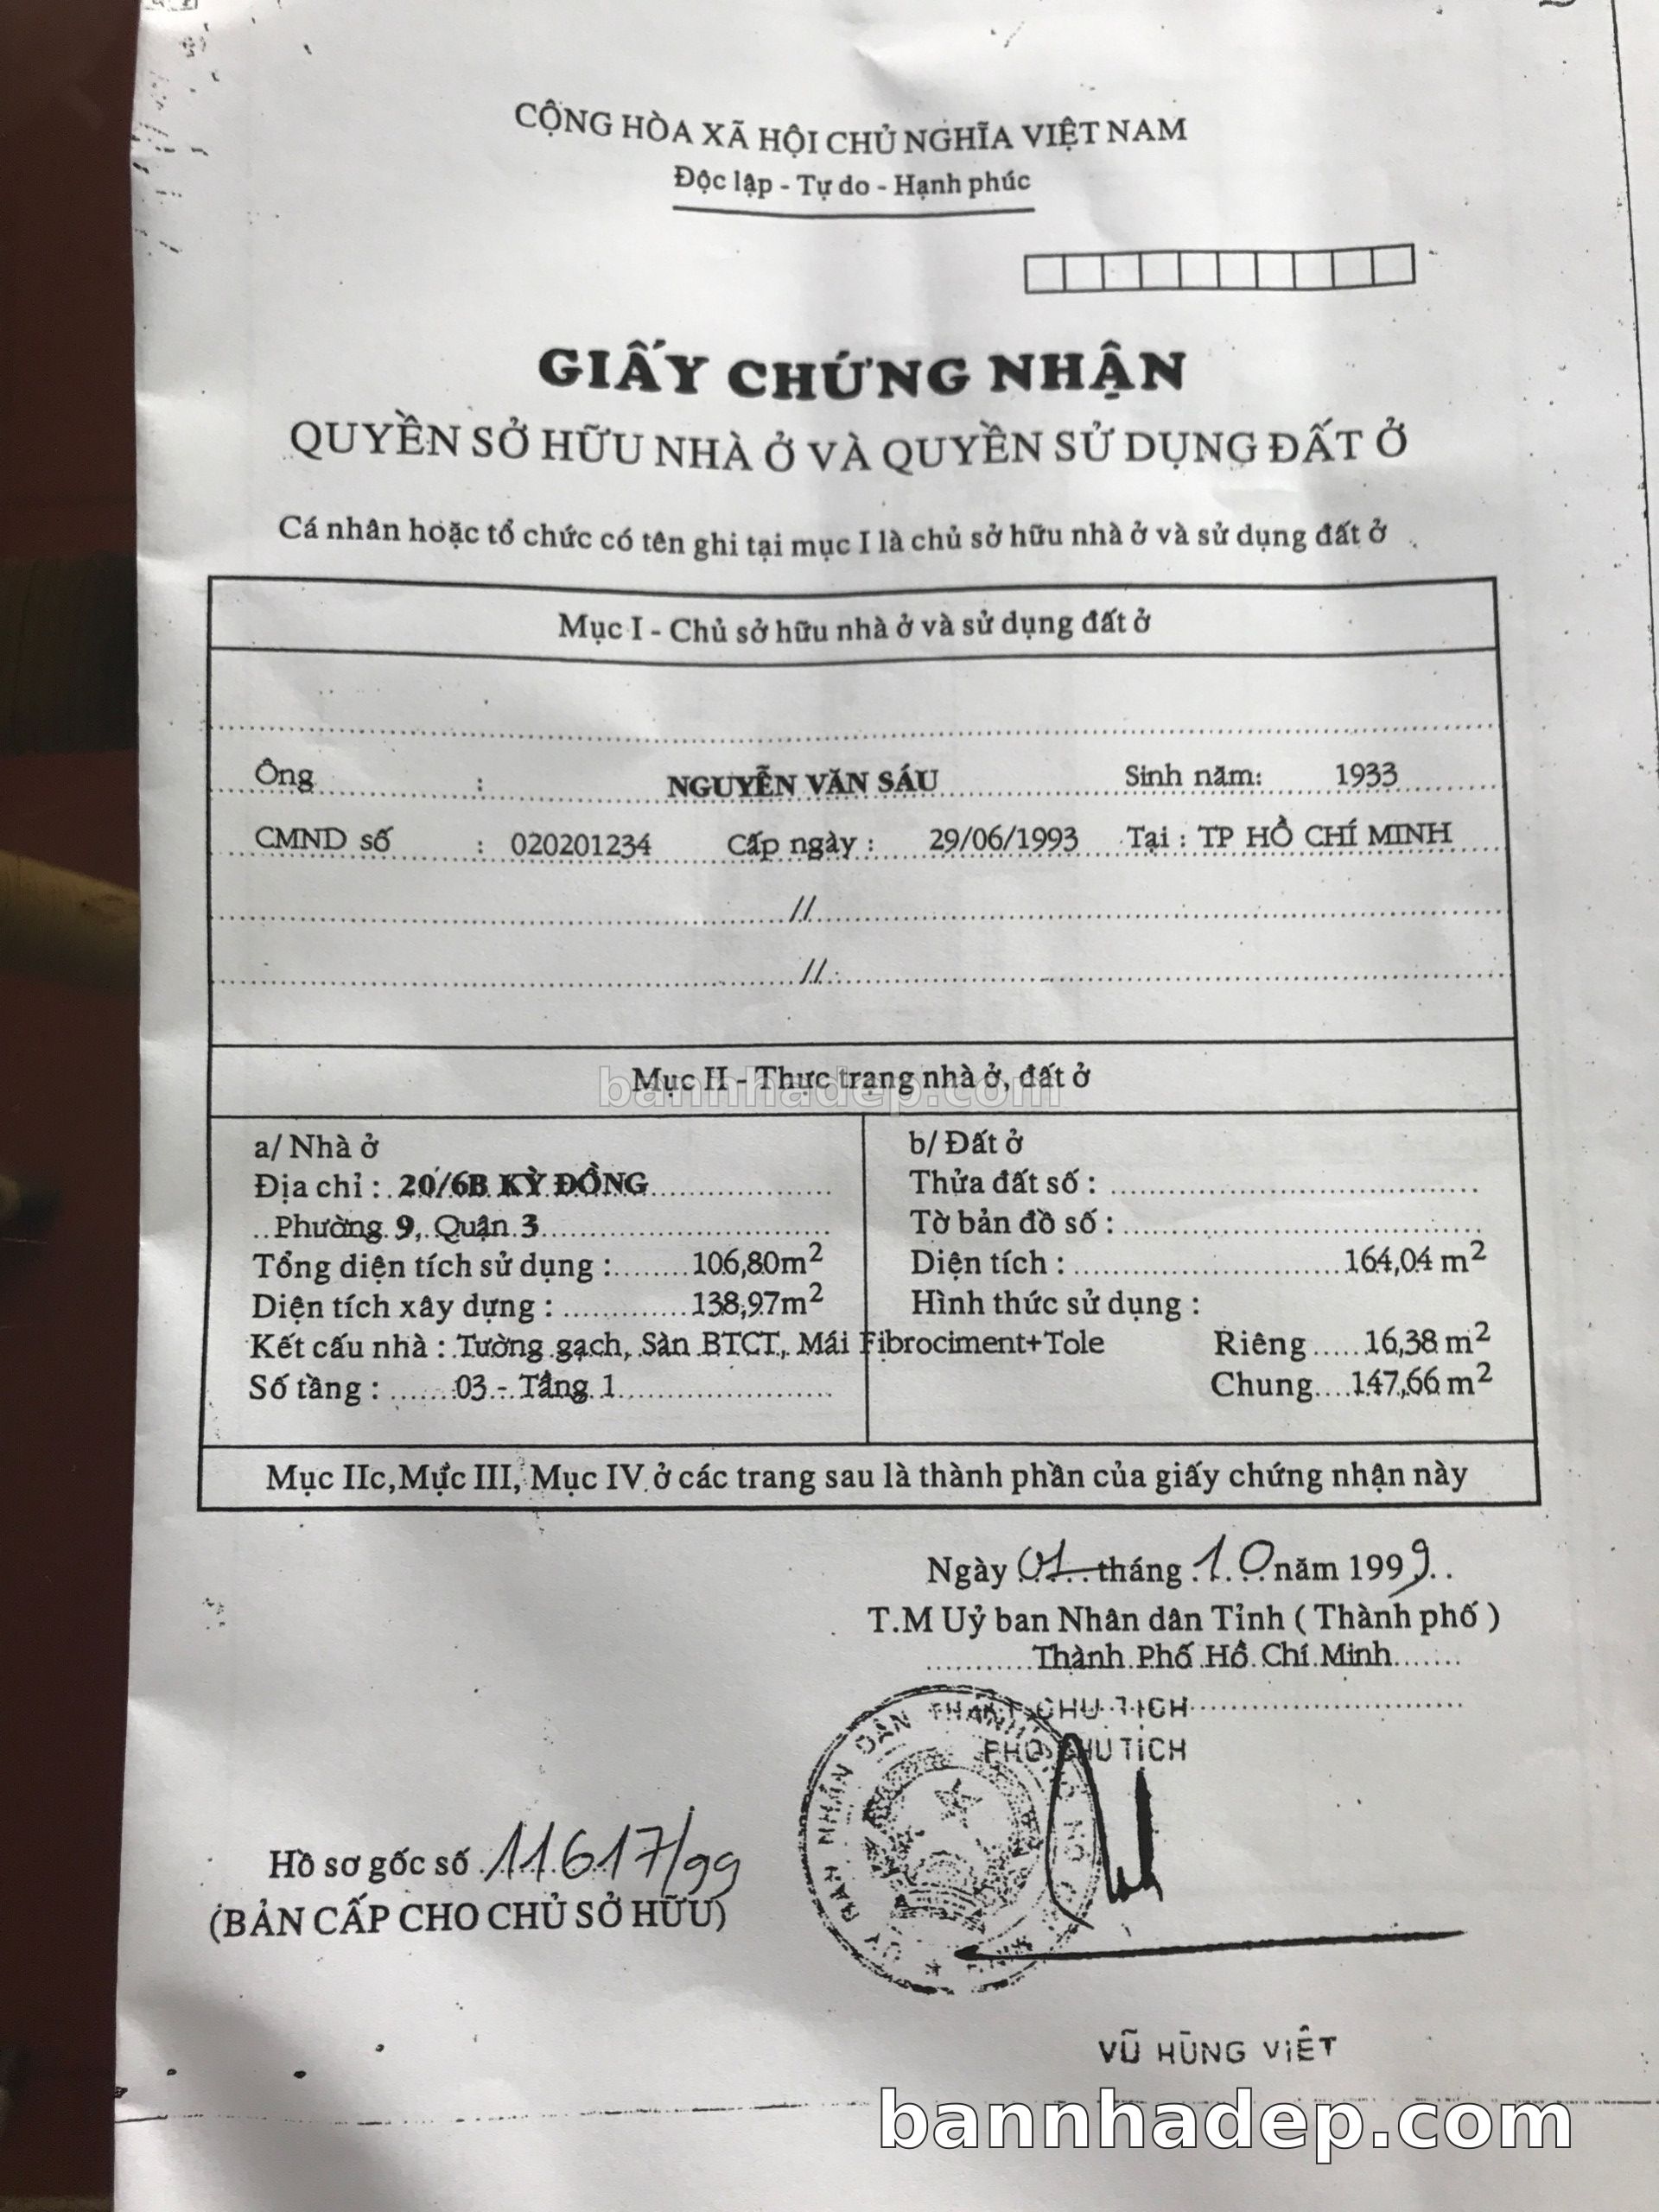 CỘNG HÒA XÃ HỘI CHỦ NGHĨA VIỆT NAM
Độc lập - Tự do - Hạnh phúc
GIẤY CHỨNG NHẬN
QUYỀN SỞ HỮU NHÀ Ở VÀ QUYỀN SỬ DỤNG ĐẤT Ở
Cá nhân hoặc tổ chức có tên ghi tại mục I là chủ sở hữu nhà ở và sử dụng đất ở
Mục I - Chủ sở hữu nhà ở và sử dụng đất ở
Ông : NGUYỄN VĂN SÁU Sinh năm: 1933
CMND số : 020201234 Cấp ngày : 29/06/1993 Tại : TP HỒ CHÍ MINH
//
//
Mục II - Thực trạng nhà ở, đất ở
bannhadep.com
a/ Nhà ở
Địa chỉ : 20/6B KỲ ĐỒNG
Phường 9, Quận 3
Tổng diện tích sử dụng : 106,80m2
Diện tích xây dựng : 138,97m2
Kết cấu nhà : Tường gạch, Sàn BTCT, Mái Fibrociment+Tole
Số tầng : 03 - Tầng 1
b/ Đất ở
Thửa đất số :
Tờ bản đồ số :
Diện tích : 164,04 m2
Hình thức sử dụng :
Riêng 16,38 m2
Chung 147,66 m2
Mục IIc, Mực III, Mục IV ở các trang sau là thành phần của giấy chứng nhận này
Ngày 01 tháng 10 năm 1999
T.M Uỷ ban Nhân dân Tỉnh ( Thành phố )
Thành Phố Hồ Chí Minh
CHỦ TỊCH
PHÓ CHỦ TỊCH
ỦY BAN NHÂN DÂN THÀNH
Hồ sơ gốc số 11617/99
(BẢN CẤP CHO CHỦ SỞ HỮU)
VŨ HÙNG VIỆT
bannhadep.com